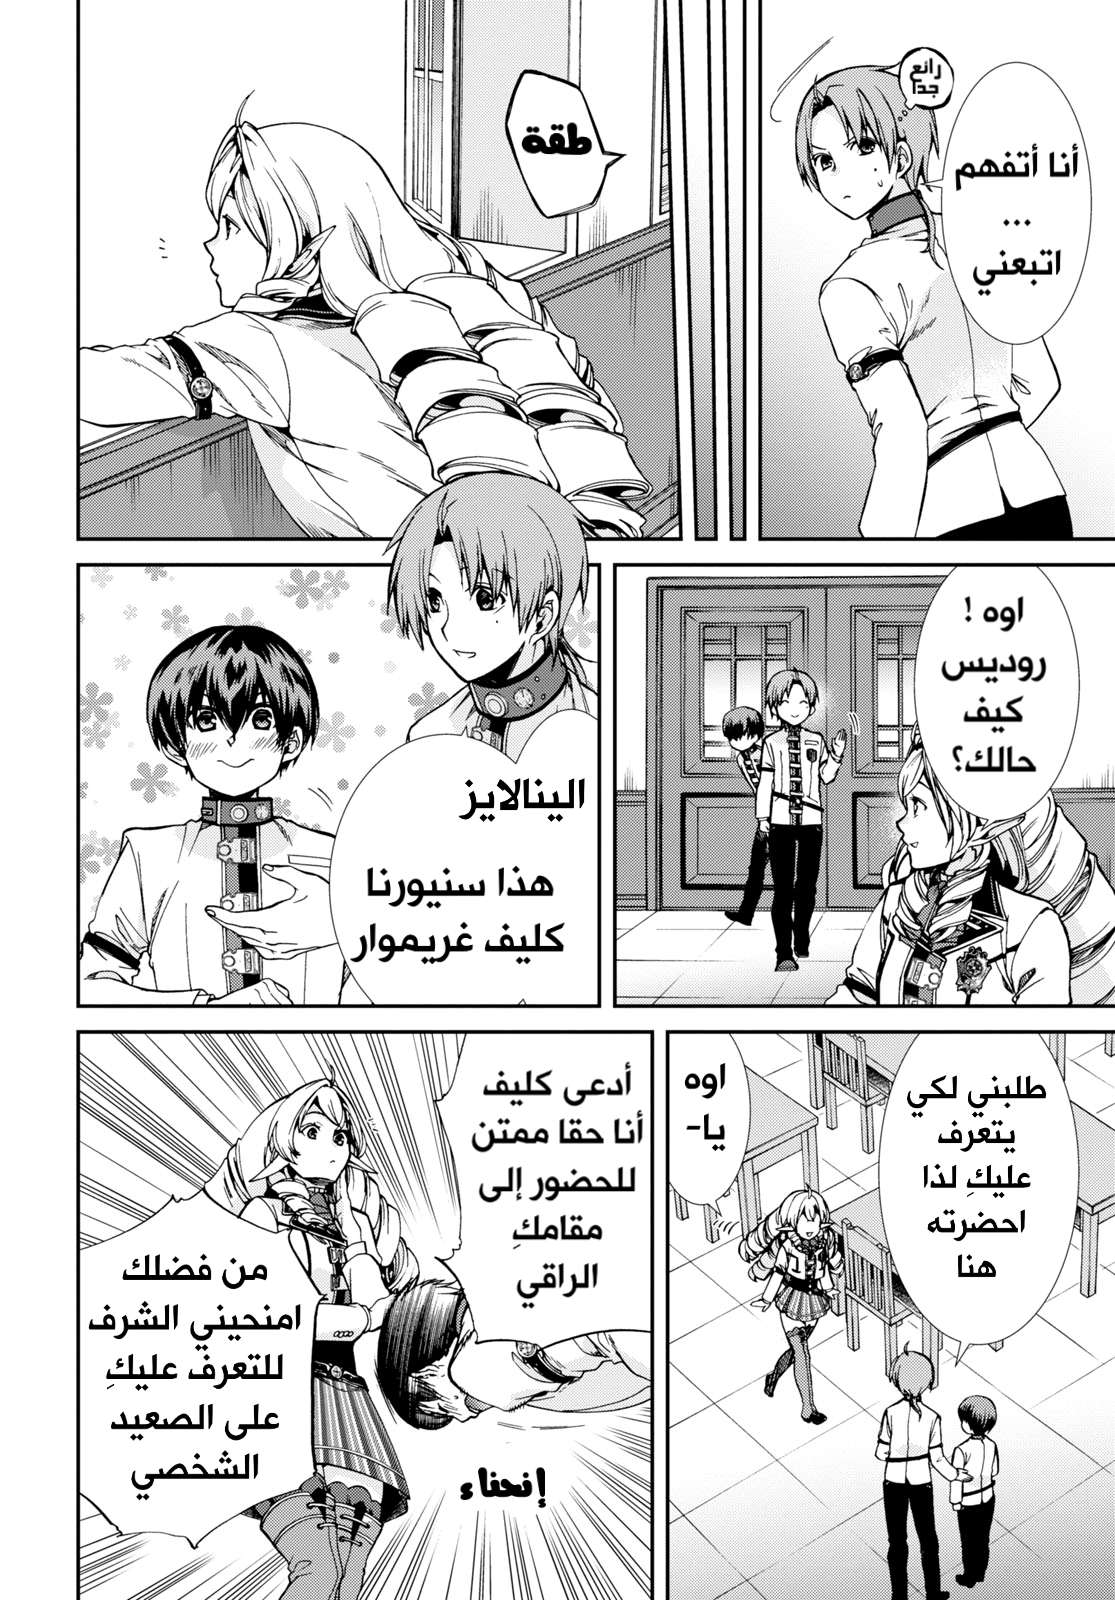 رائع
جدا
أنا أتفهم
...
اتبعني
طقة
اوه !
روديس
كيف
حالك؟
الينالايز
هذا سنيورنا
كليف غريموار
طلبني لكي
يتعرف
عليكِ لذا
احضرته
هنا
اوه
يا-
أدعى كليف
أنا حقا ممتن
للحضور إلى
مقامكِ
الراقي
من فضلك
امنحيني الشرف
للتعرف عليكِ
على الصعيد
الشخصي
إنحناء